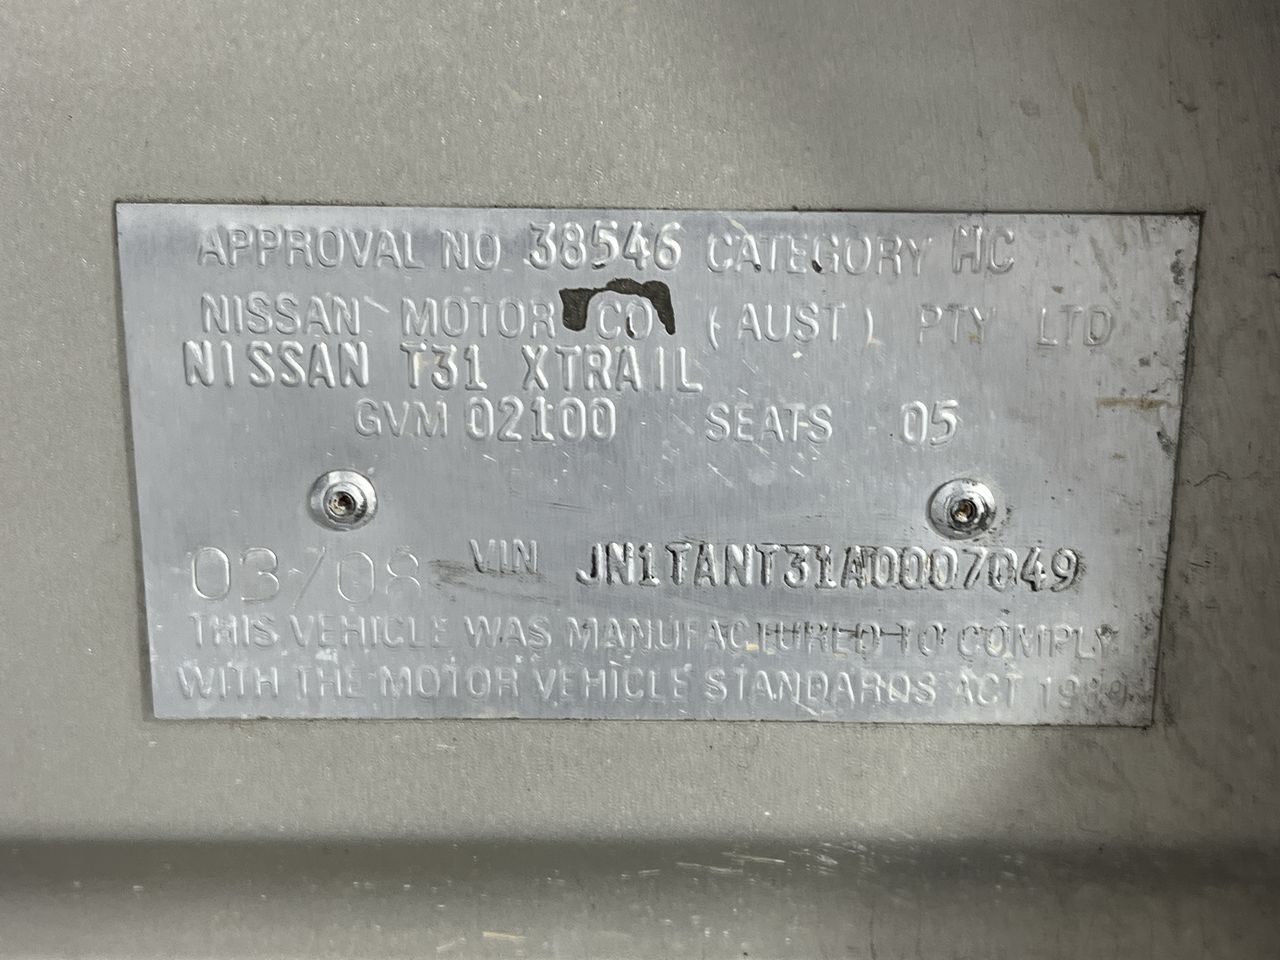 APPROVAL NO 38546 CATEGORY MC
NISSAN MOTOR CO (AUST) PTY LTD
NISSAN T31 XTRAIL
GVM 02100 SEATS 05
03/08 VIN JN1TANT31A0007049
THIS VEHICLE WAS MANUFACTURED TO COMPLY
WITH THE MOTOR VEHICLE STANDARDS ACT 1989